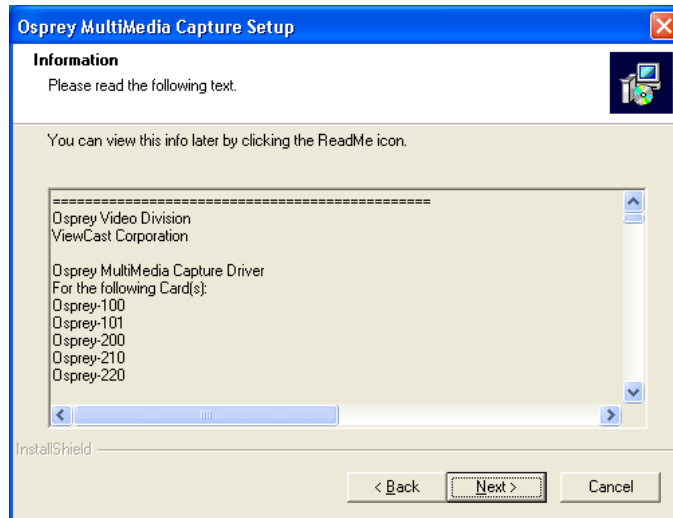 Osprey MultiMedia Capture Setup
Information
Please read the following text.
You can view this info later by clicking the ReadMe icon.
===============================================
Osprey Video Division
ViewCast Corporation
Osprey MultiMedia Capture Driver
For the following Card(s):
Osprey-100
Osprey-101
Osprey-200
Osprey-210
Osprey-220
InstallShield
< Back
Next >
Cancel